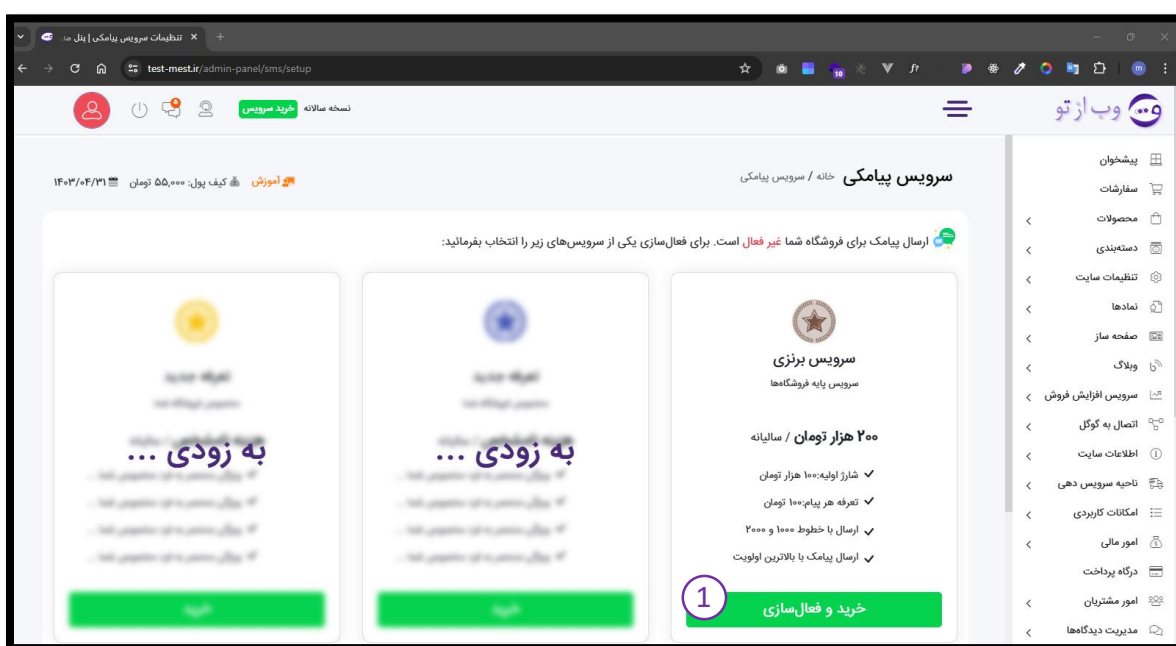 تنظیمات سرویس پیامکی | پنل مد
test-mest.ir/admin-panel/sms/setup
10
m
وب از تو
نسخه سالانه خرید سرویس
پیشخوان
سفارشات
محصولات
دسته‌بندی
تنظیمات سایت
نمادها
صفحه ساز
وبلاگ
سرویس افزایش فروش
اتصال به گوگل
اطلاعات سایت
ناحیه سرویس دهی
امکانات کاربردی
امور مالی
درگاه پرداخت
امور مشتریان
مدیریت دیدگاه‌ها
سرویس پیامکی خانه / سرویس پیامکی
آموزش کیف پول: ۵۵,۰۰۰ تومان ۱۴۰۳/۰۴/۳۱
ارسال پیامک برای فروشگاه شما غیر فعال است. برای فعال‌سازی یکی از سرویس‌های زیر را انتخاب بفرمائید:
سرویس برنزی
سرویس پایه فروشگاه‌ها
۲۰۰ هزار تومان / سالیانه
شارژ اولیه:۱۰۰ هزار تومان
تعرفه هر پیام:۱۰۰ تومان
ارسال با خطوط ۱۰۰۰ و ۲۰۰۰
ارسال پیامک با بالاترین اولویت
خرید و فعال‌سازی
1
به زودی ...
به زودی ...